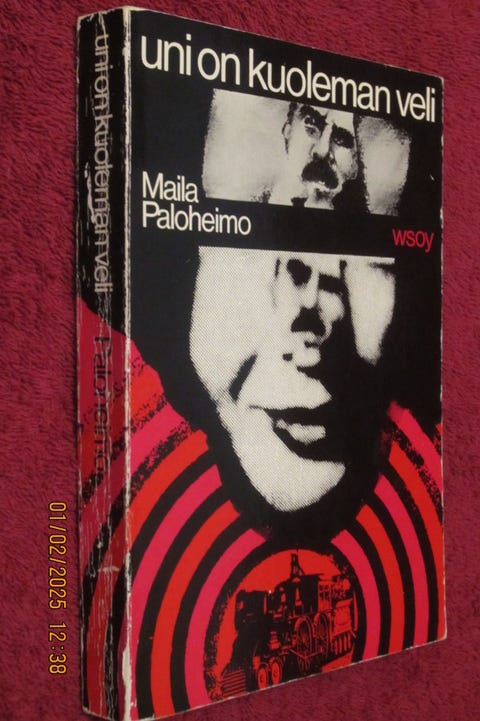 uni on kuoleman veli
Maila
Paloheimo
wsoy
uni on kuoleman veli
Paloheimo
01/02/2025 12:38